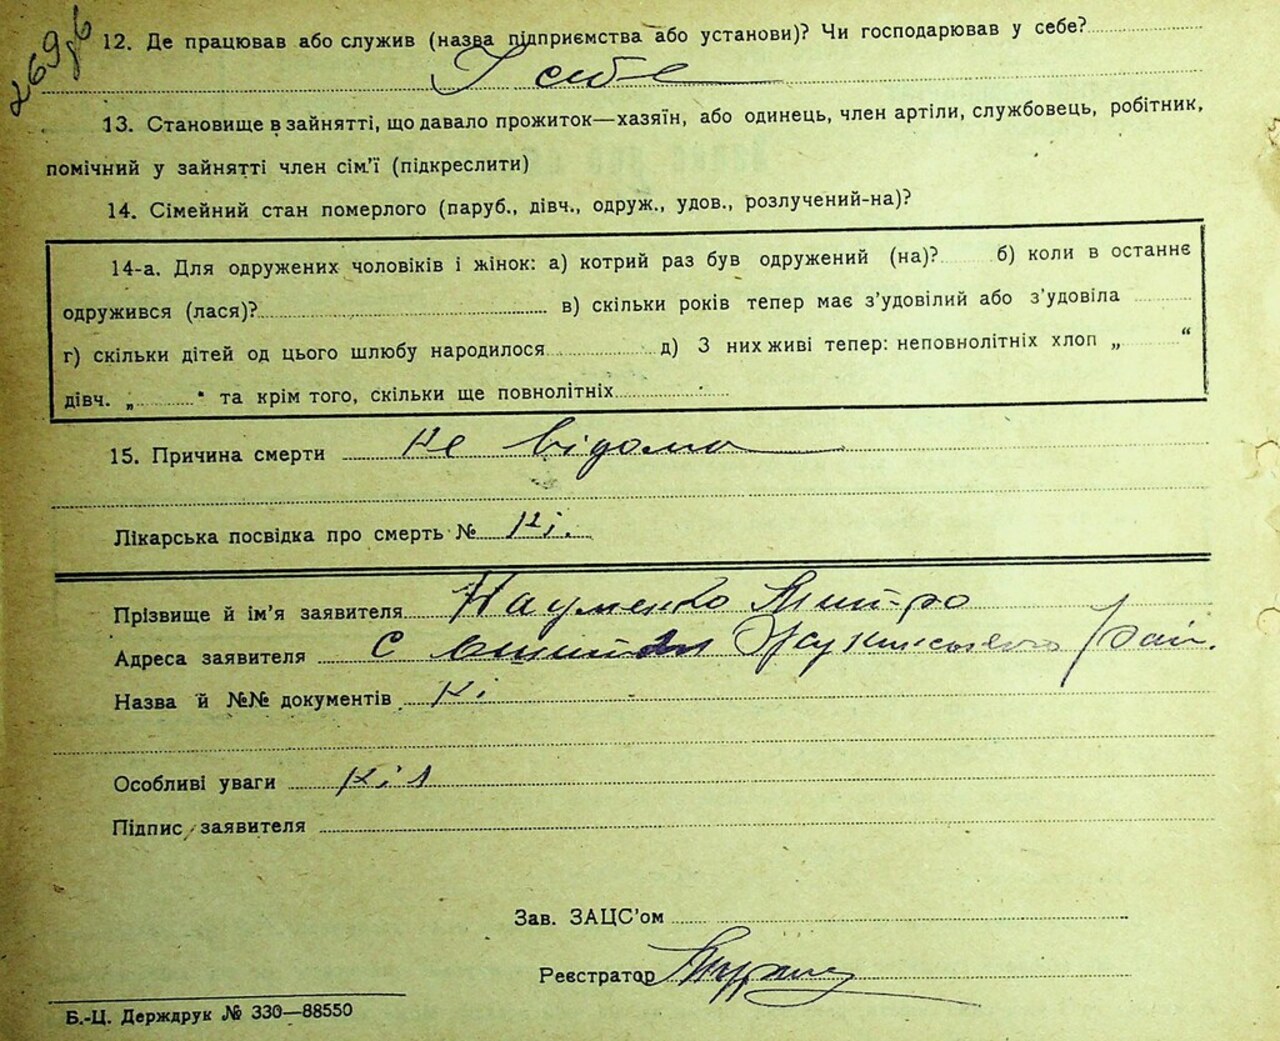 269зб
12. Де працював або служив (назва підприємства або установи)? Чи господарював у себе?
У себе
13. Становище в зайнятті, що давало прожиток—хазяїн, або одинець, член артіли, службовець, робітник,
помічний у зайнятті член сім'ї (підкреслити)
14. Сімейний стан померлого (паруб., дівч., одруж., удов., розлучений-на)?
14-а. Для одружених чоловіків і жінок: а) котрий раз був одружений (на)? б) коли в останнє
одружився (лася)? в) скільки років тепер має з'удовілий або з'удовіла
г) скільки дітей од цього шлюбу народилося д) З них живі тепер: неповнолітніх хлоп „ “
дівч. „ “ та крім того, скільки ще повнолітніх
15. Причина смерти не відома
Лікарська посвідка про смерть № ні.
Прізвище й ім'я заявителя Науменко
Адреса заявителя с рай.
Назва й №№ документів ні
Особливі уваги
Підпис заявителя
Зав. ЗАЦС'ом
Реєстратор
Б.-Ц. Держдрук № 330—88550